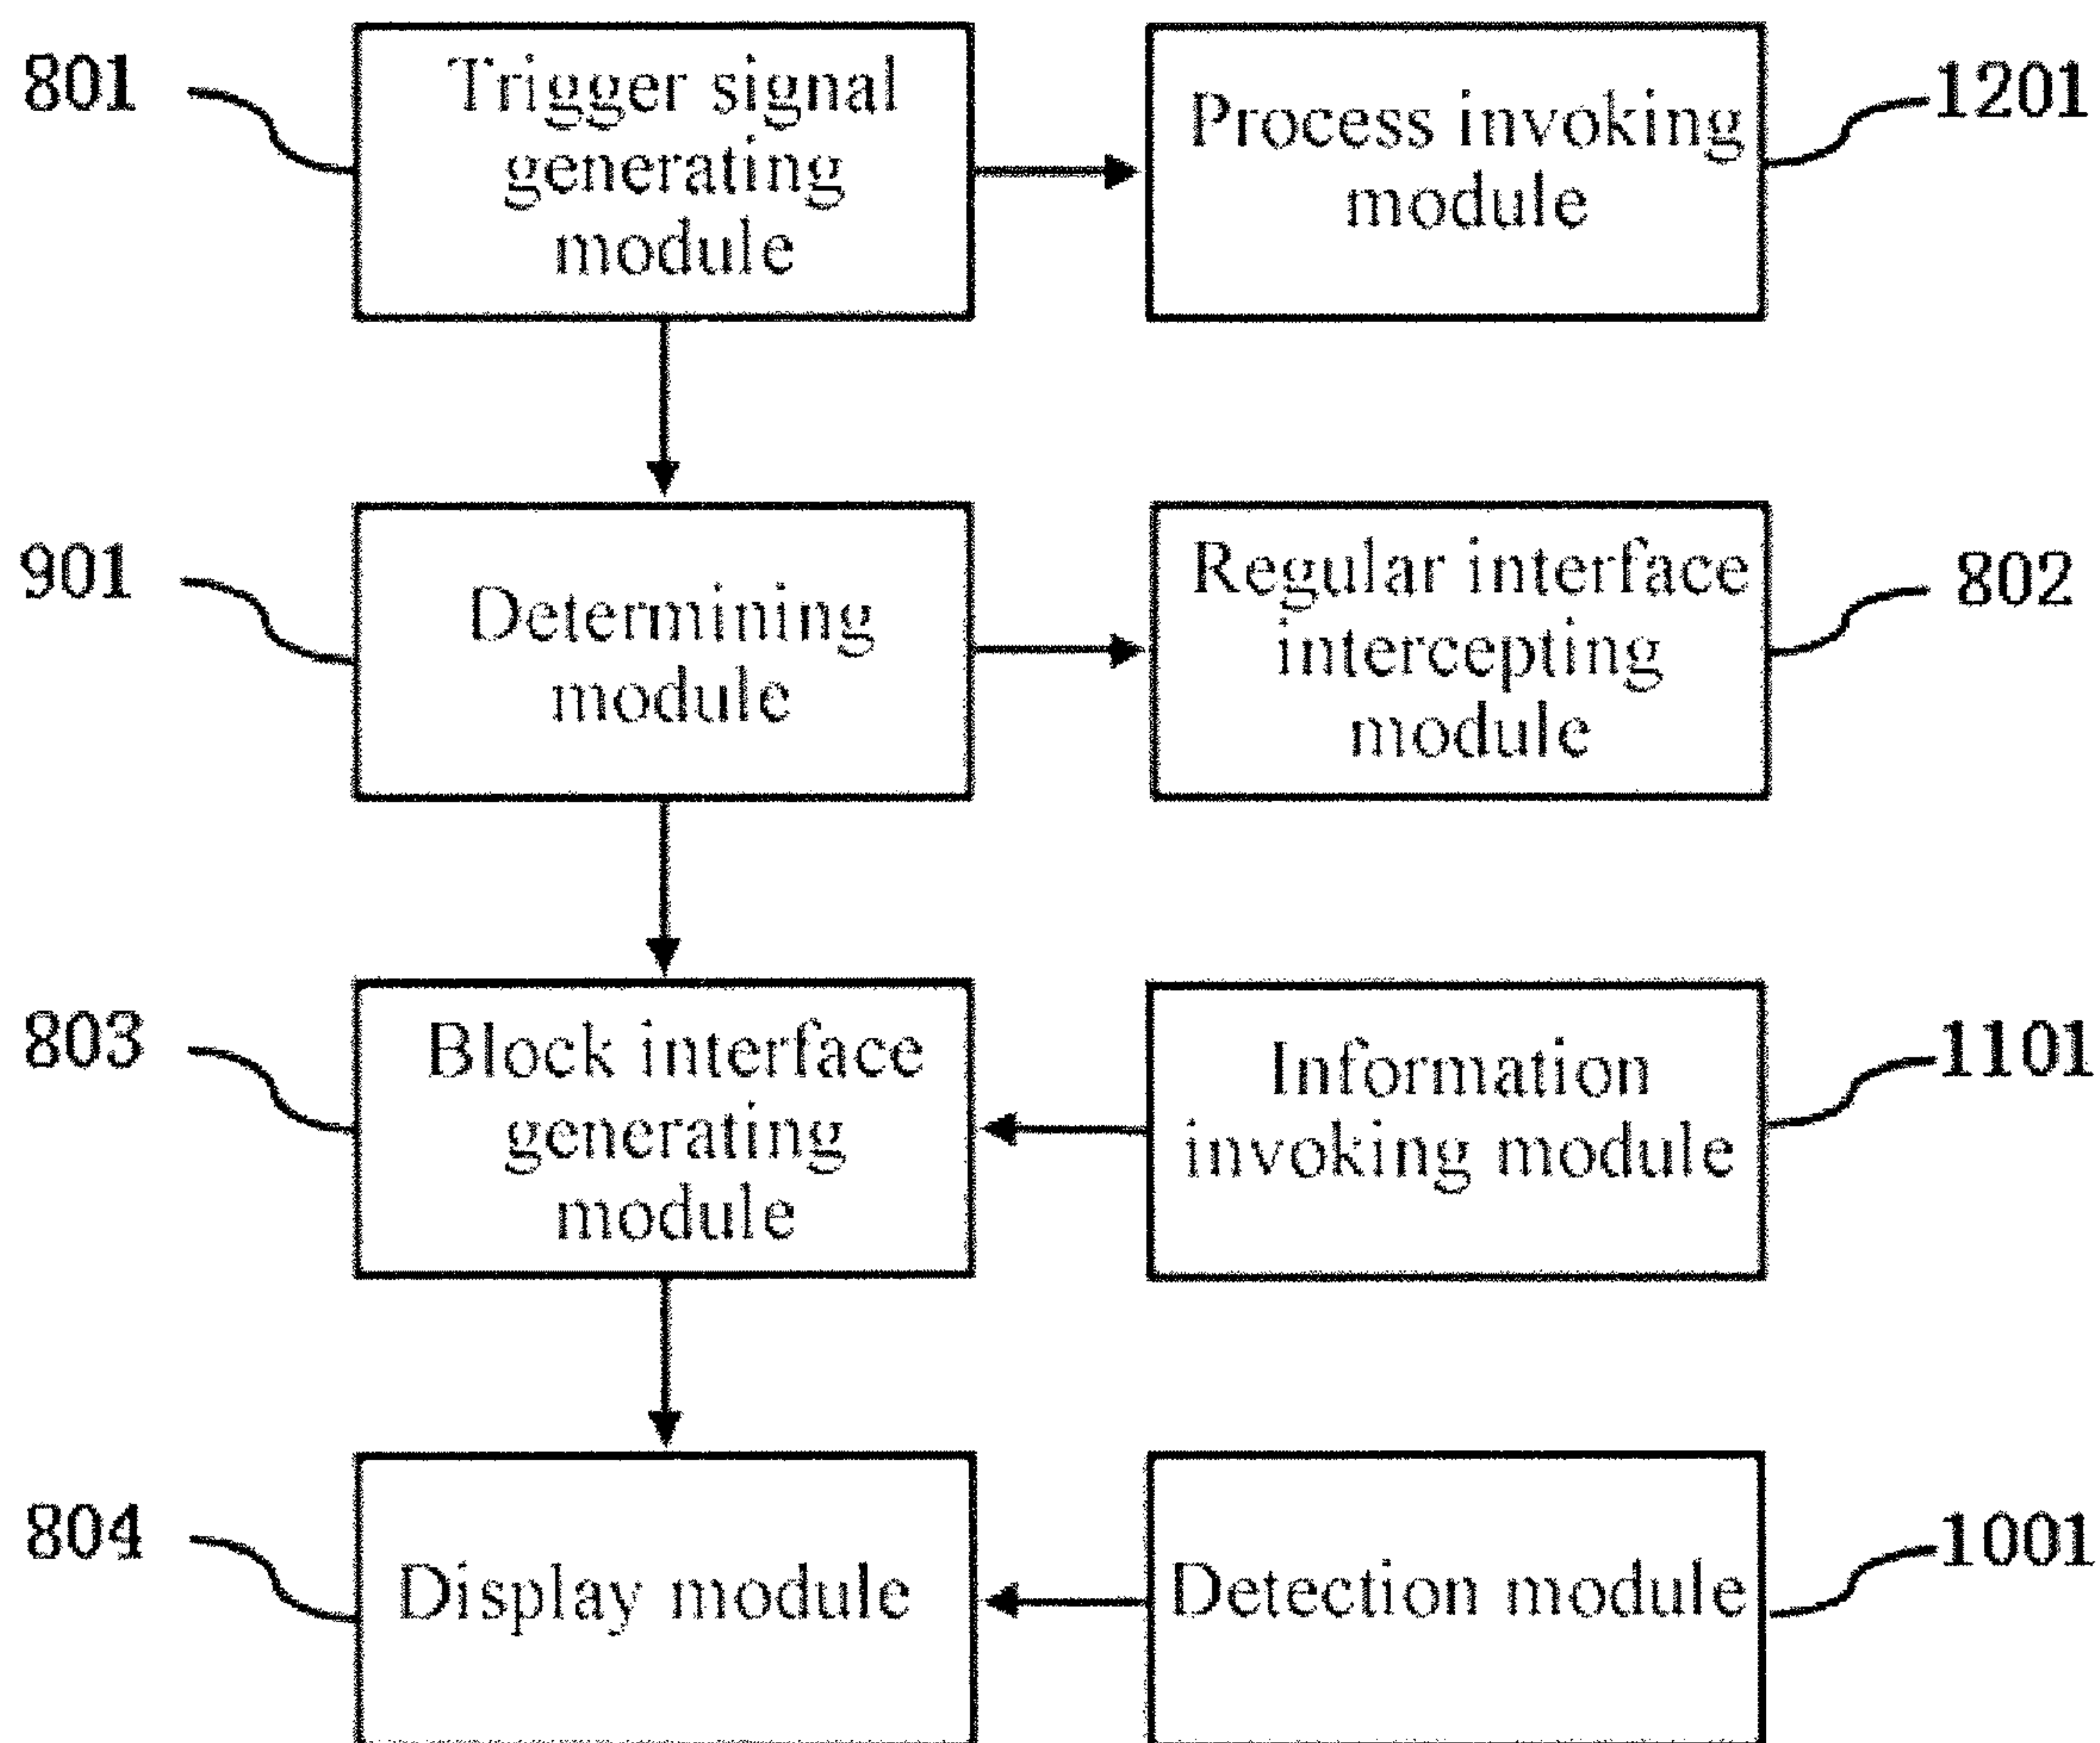 801
Trigger signal
generating
module
Process invoking
module
1201
901
Determining
module
Regular interface
intercepting
module
802
803
Block interface
generating
module
Information
invoking module
1101
804
Display module
Detection module
1001